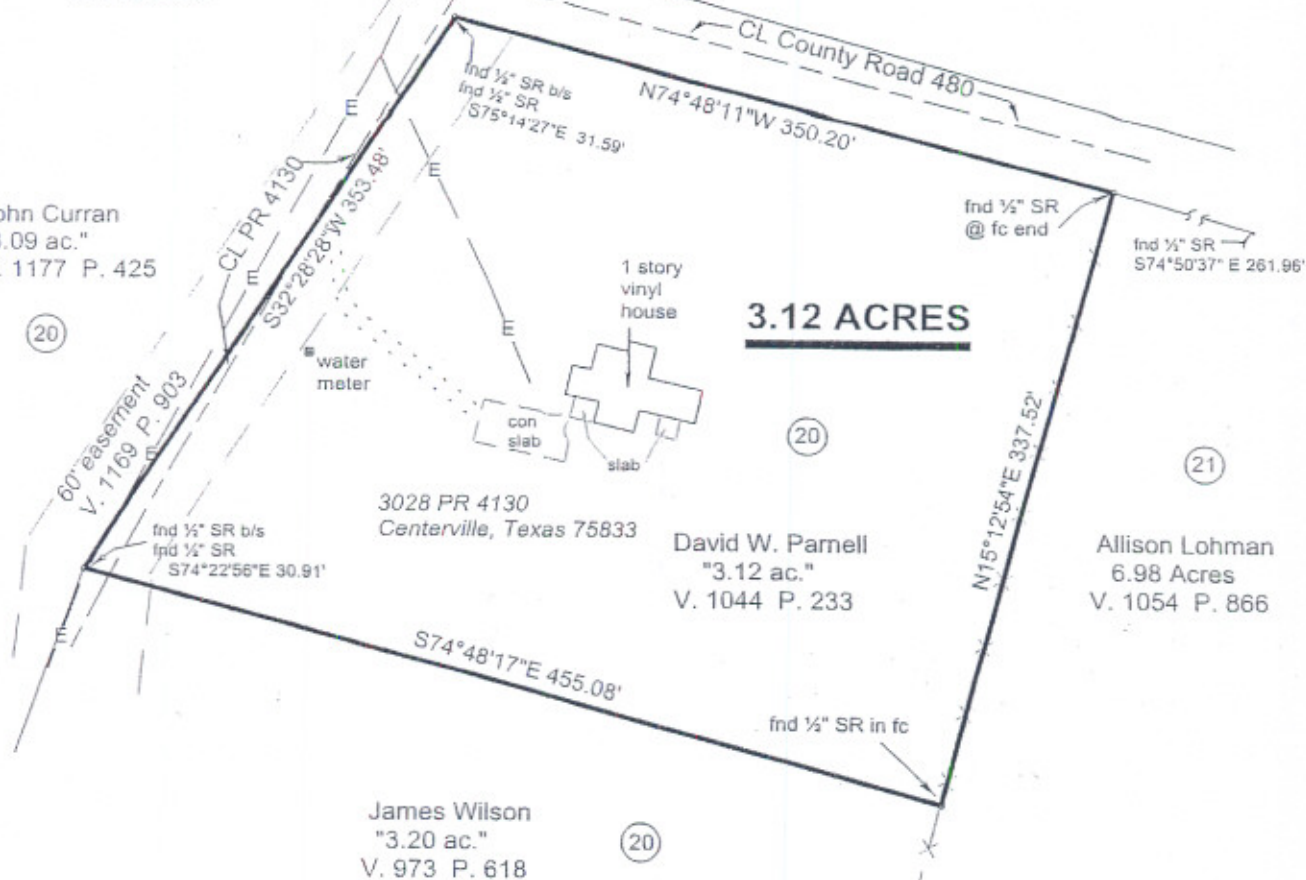 CL County Road 480
fnd ½" SR b/s
fnd ½" SR
S75°14'27"E 31.59'
N74°48'11"W 350.20'
E
E
CL PR 4130
S32°28'28"W 353.48'
fnd ½" SR
@ fc end
fnd ½" SR
S74°50'37" E 261.96'
ohn Curran
.09 ac."
1177 P. 425
20
E
1 story
vinyl
house
3.12 ACRES
E
water
meter
con
slab
slab
20
21
60' easement
V. 1169 P. 903
E
3028 PR 4130
Centerville, Texas 75833
N15°12'54"E 337.52'
David W. Parnell
"3.12 ac."
V. 1044 P. 233
Allison Lohman
6.98 Acres
V. 1054 P. 866
fnd ½" SR b/s
fnd ½" SR
S74°22'56"E 30.91'
E
S74°48'17"E 455.08'
fnd ½" SR in fc
James Wilson
"3.20 ac."
V. 973 P. 618
20